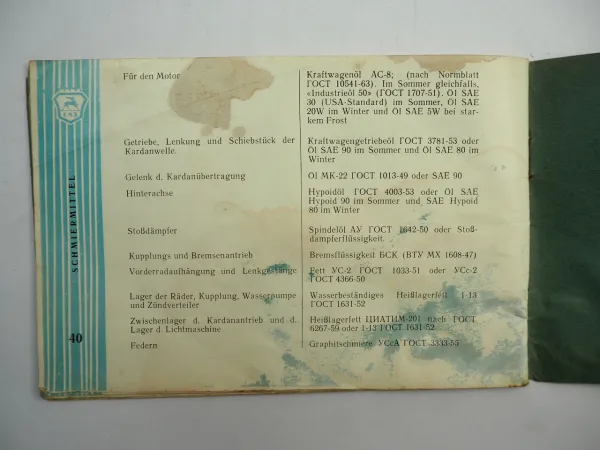 ГАЗ
SCHMIERMITTEL
40
Für den Motor
Kraftwagenöl AC-8; (nach Normblatt
ГОСТ 10541-63). Im Sommer gleichfalls,
«Industrieöl 50» (ГОСТ 1707-51). Öl SAE
30 (USA-Standard) im Sommer, Öl SAE
20W im Winter und Öl SAE 5W bei star-
kem Frost
Getriebe, Lenkung und Schiebstück der
Kardanwelle.
Kraftwagengetriebeöl ГОСТ 3781-53 oder
Öl SAE 90 im Sommer und Öl SAE 80 im
Winter
Gelenk d. Kardanübertragung
Öl МК-22 ГОСТ 1013-49 oder SAE 90
Hinterachse
Hypoidöl ГОСТ 4003-53 oder Öl SAE
Hypoid 90 im Sommer und SAE Hypoid
80 im Winter
Stoßdämpfer
Spindelöl АУ ГОСТ 1642-50 oder Stoß-
dämpferflüssigkeit
Kupplungs und Bremsenantrieb
Bremsflüssigkeit БСК (ВТУ МХ 1608-47)
Vorderradaufhängung und Lenkgestänge
Fett УС-2 ГОСТ 1033-51 oder УСс-2
ГОСТ 4366-50
Lager der Räder, Kupplung, Wasserpumpe
und Zündverteiler
Wasserbeständiges Heißlagerfett 1-13
ГОСТ 1631-52
Zwischenlager d. Kardanantrieb und d.
Lager d. Lichtmaschine
Heißlagerfett ЦИАТИМ-201 nach ГОСТ
6267-59 oder 1-13 ГОСТ 1631-52
Federn
Graphitschmiere УСсА ГОСТ 3333-55